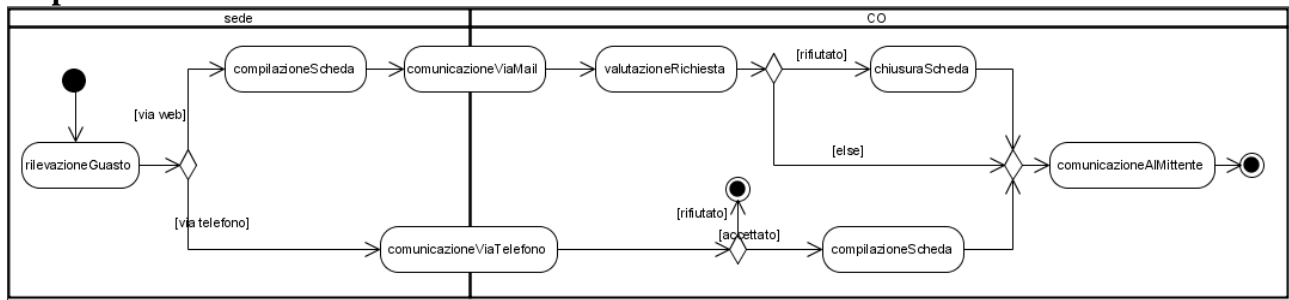 sede
CO
[rifiutato]
compilazioneScheda
comunicazioneViaMail
valutazioneRichiesta
chiusuraScheda
[via web]
[else]
rilevazioneGuasto
comunicazioneAlMittente
[via telefono]
[rifiutato]
[accettato]
comunicazioneViaTelefono
compilazioneScheda